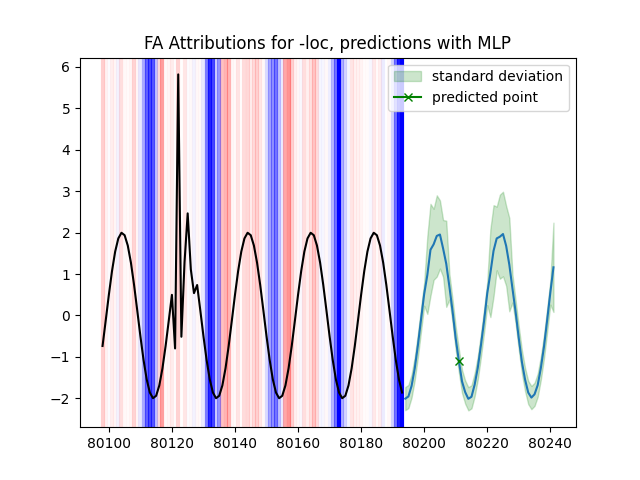 FA Attributions for -loc, predictions with MLP
standard deviation
predicted point
6
5
4
3
2
1
0
−1
−2
80100 80120 80140 80160 80180 80200 80220 80240